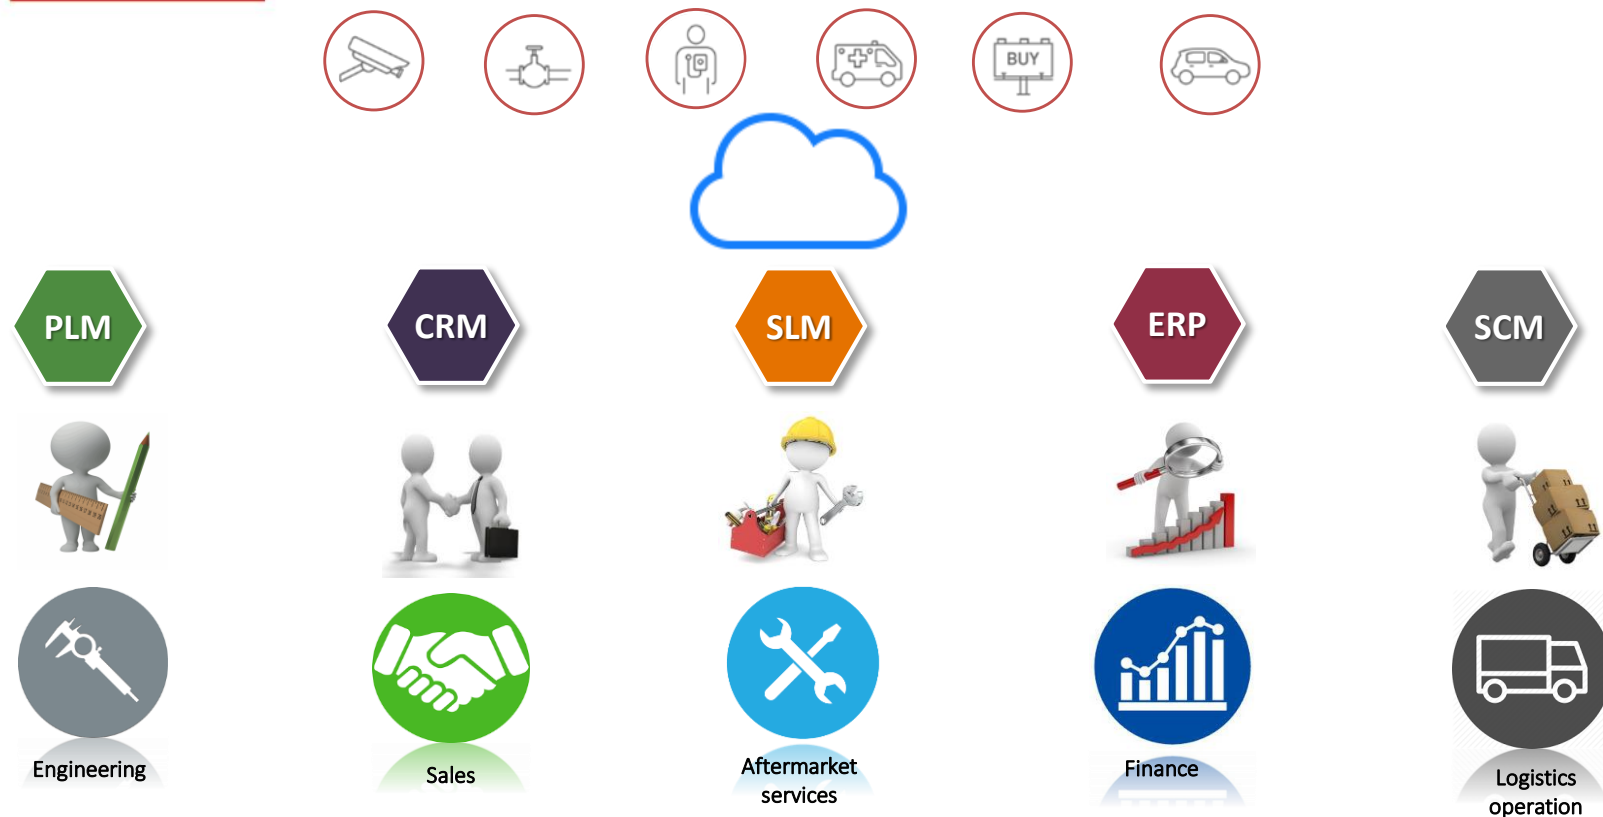 BUY
PLM
CRM
SLM
ERP
SCM
Engineering
Sales
Aftermarket
services
Finance
Logistics
operation